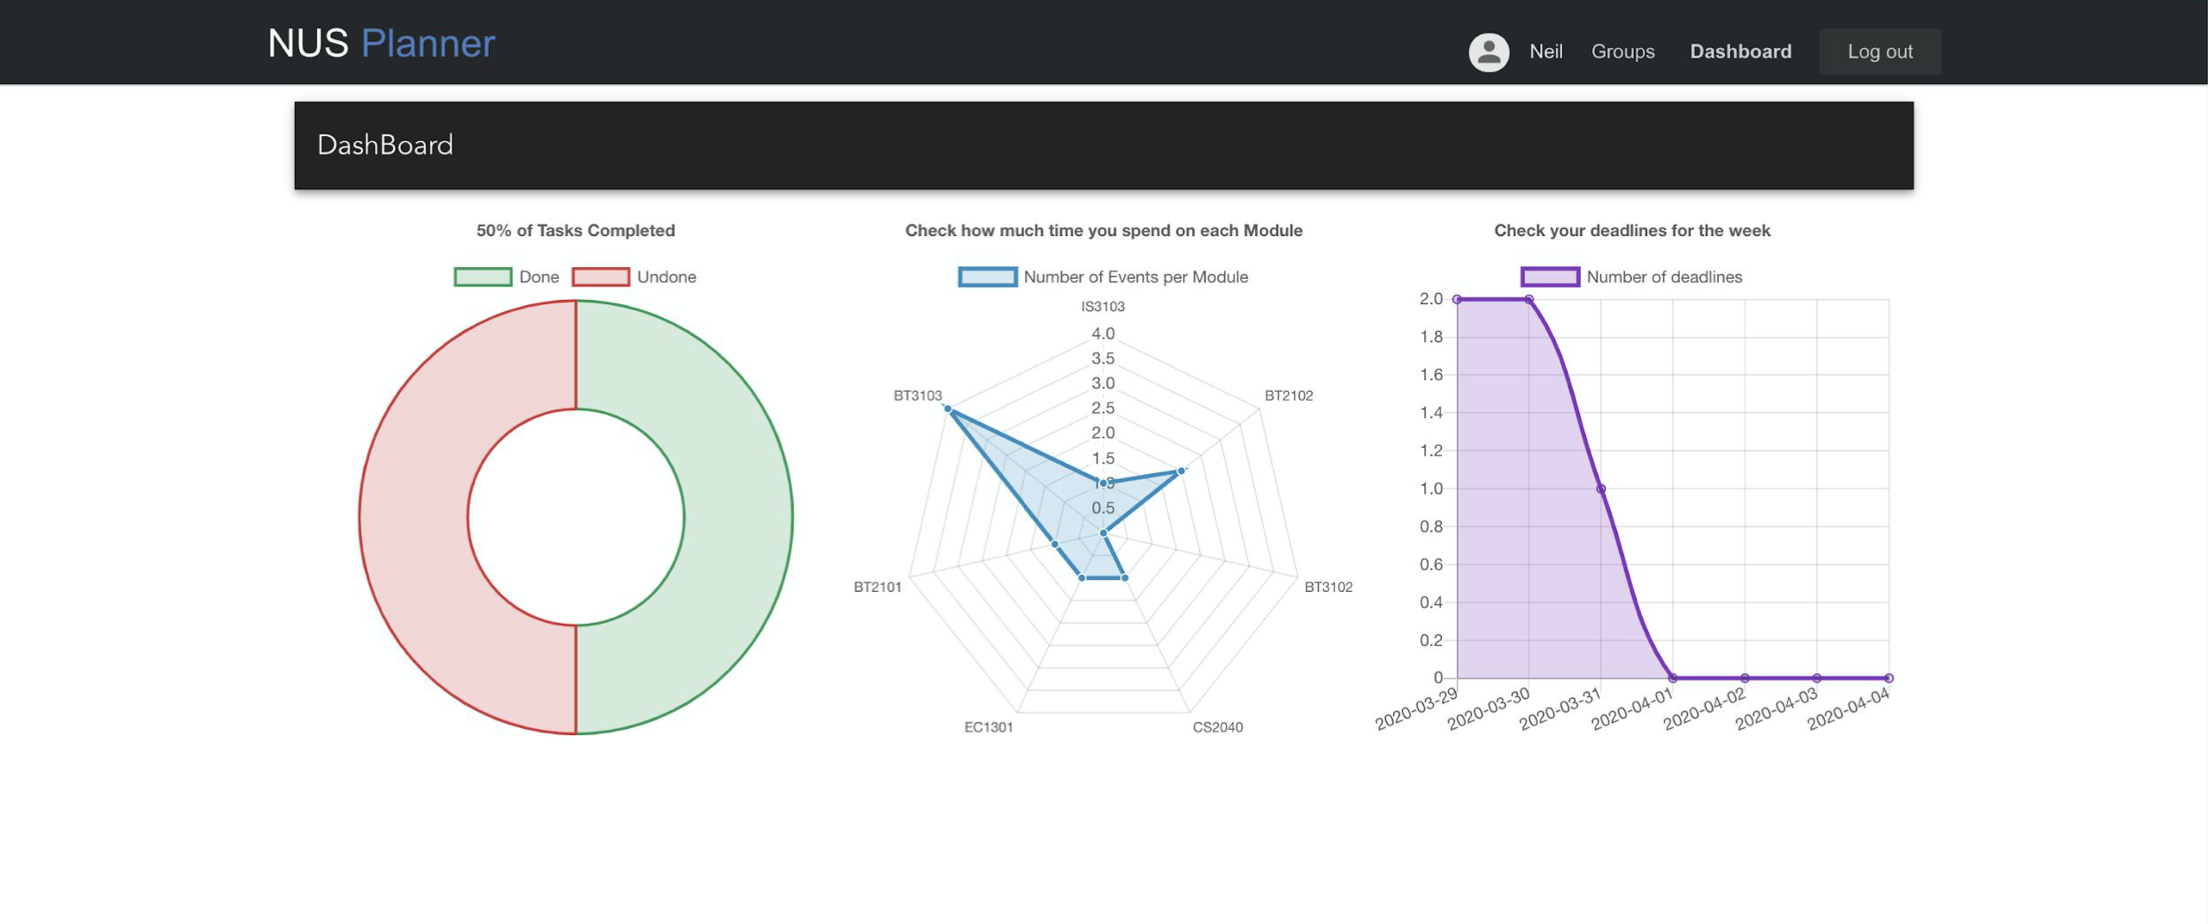 NUS Planner
Neil Groups Dashboard Log out
DashBoard
50% of Tasks Completed
Done Undone
Check how much time you spend on each Module
Number of Events per Module
IS3103
4.0
3.5
3.0
2.5
2.0
1.5
1.0
0.5
BT2102
BT3102
CS2040
EC1301
BT2101
BT3103
Check your deadlines for the week
Number of deadlines
2.0
1.8
1.6
1.4
1.2
1.0
0.8
0.6
0.4
0.2
0
2020-03-29
2020-03-30
2020-03-31
2020-04-01
2020-04-02
2020-04-03
2020-04-04